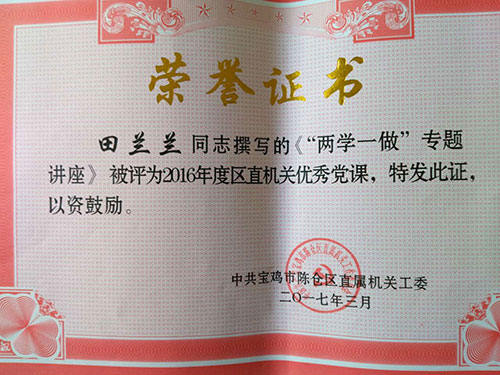 荣誉证书
田兰兰同志撰写的《“两学一做”专题
讲座》被评为2016年度区直机关优秀党课，特发此证，
以资鼓励。
中共宝鸡市陈仓区直属机关工委
二〇一七年三月